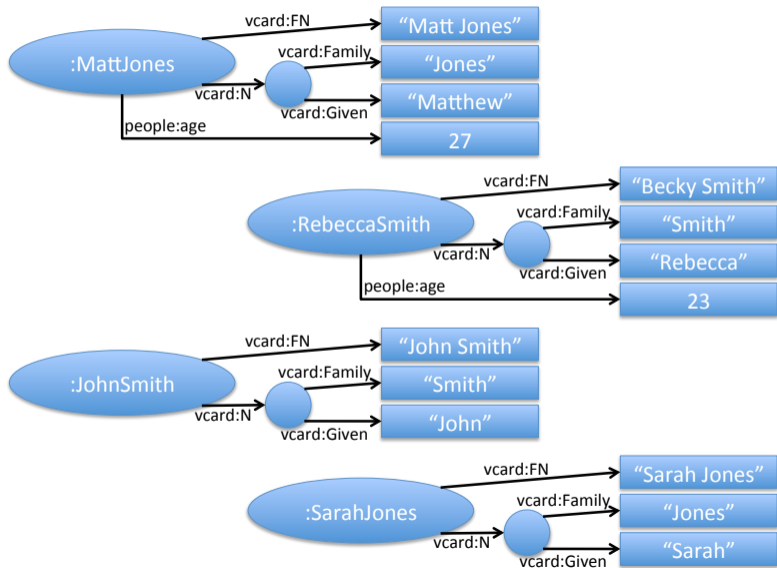 vcard:FN
"Matt Jones"
:MattJones
vcard:Family
"Jones"
vcard:N
vcard:Given
"Matthew"
people:age
27
vcard:FN
"Becky Smith"
:RebeccaSmith
vcard:Family
"Smith"
vcard:N
vcard:Given
"Rebecca"
people:age
23
vcard:FN
"John Smith"
:JohnSmith
vcard:Family
"Smith"
vcard:N
vcard:Given
"John"
vcard:FN
"Sarah Jones"
:SarahJones
vcard:Family
"Jones"
vcard:N
vcard:Given
"Sarah"